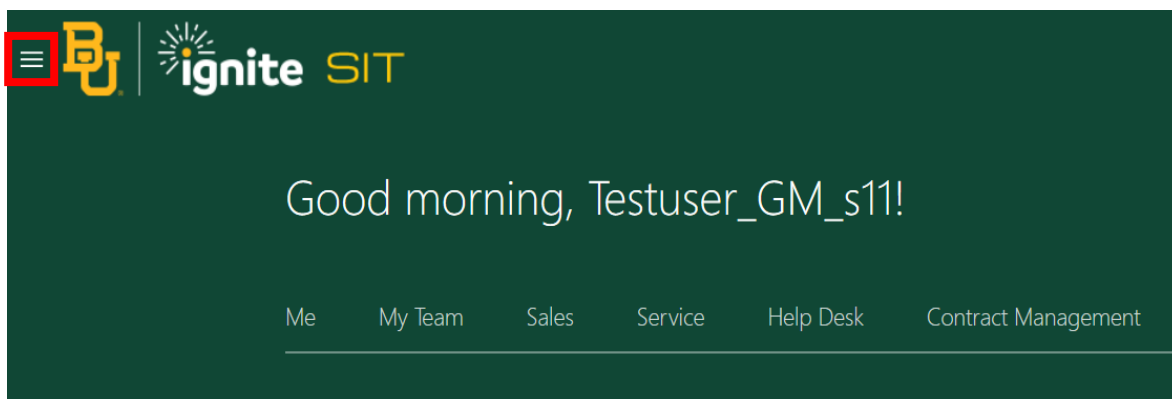 BU ignite SIT
Good morning, Testuser_GM_s11!
Me My Team Sales Service Help Desk Contract Management